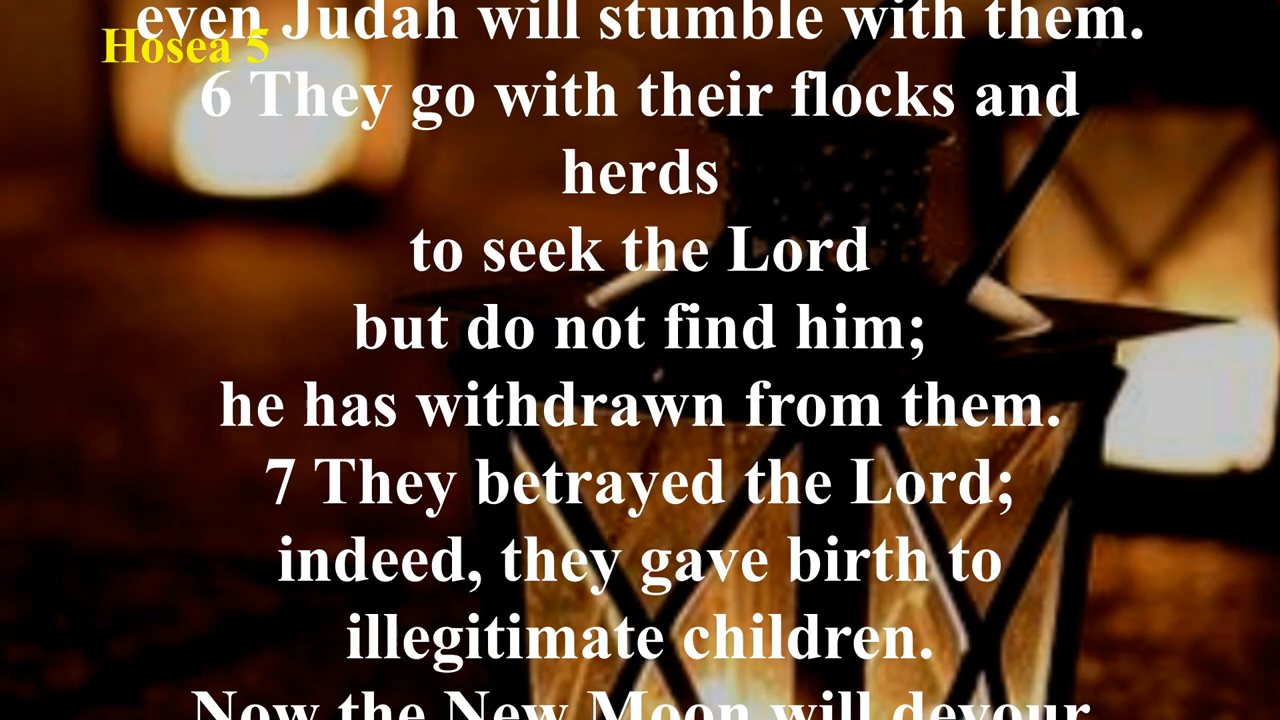 even Judah will stumble with them.
Hosea 5
6 They go with their flocks and
herds
to seek the Lord
but do not find him;
he has withdrawn from them.
7 They betrayed the Lord;
indeed, they gave birth to
illegitimate children.
Now the New Moon will devour